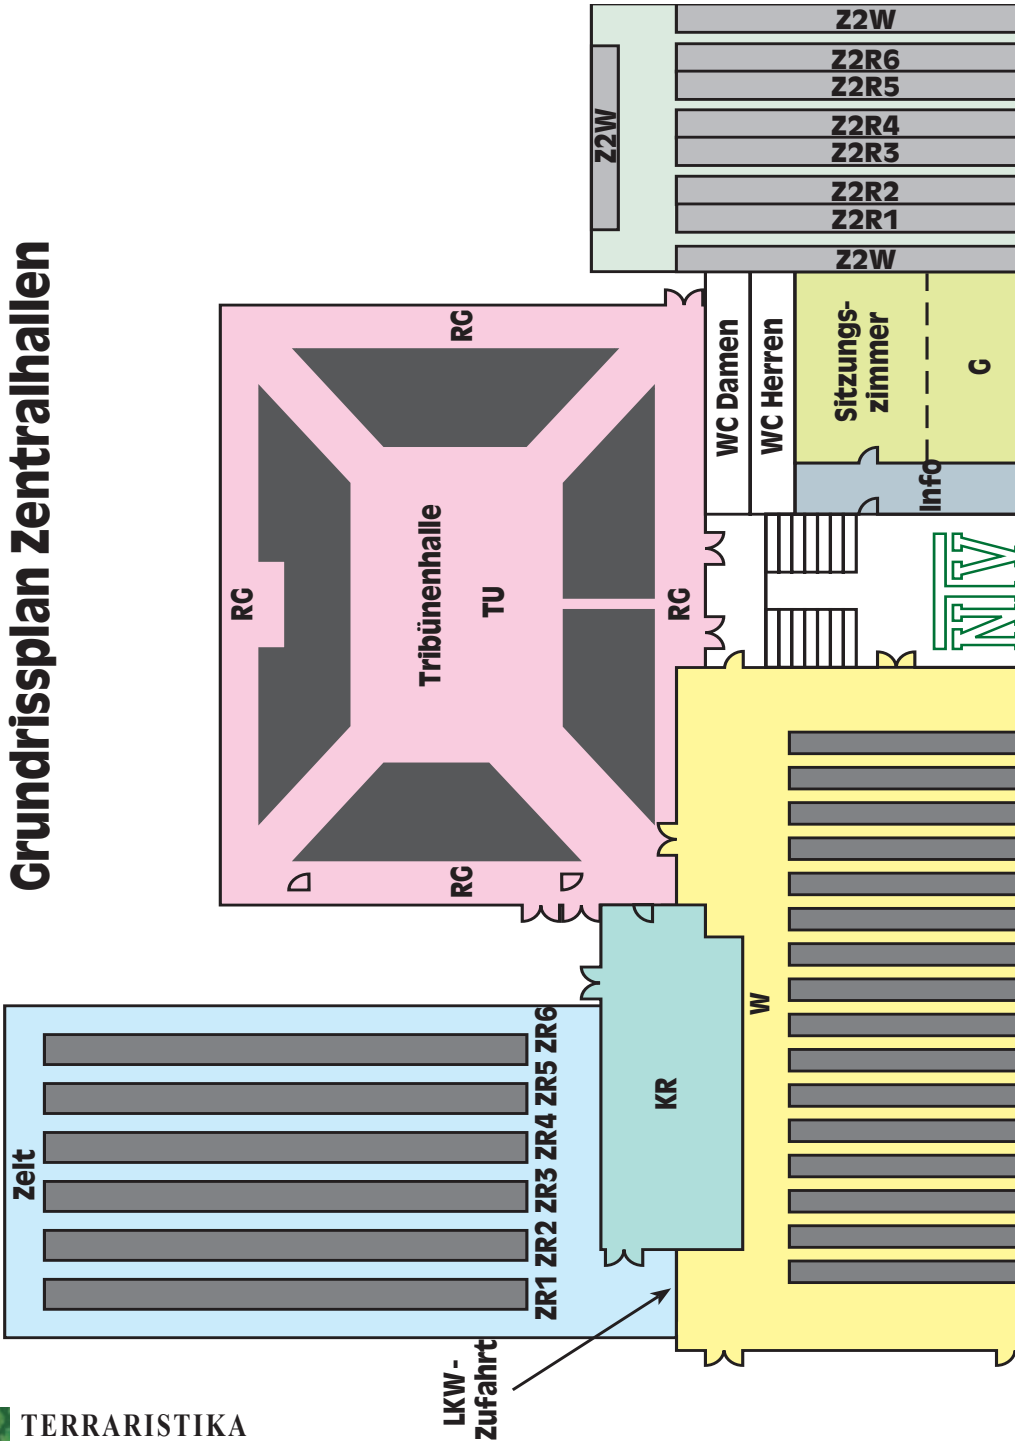 Grundrissplan Zentralhallen
Z2W
Z2W
Z2R6
Z2R5
Z2R4
Z2R3
Z2R2
Z2R1
Z2W
RG
RG
Tribünenhalle
TU
RG
RG
WC Damen
WC Herren
Sitzungs-
zimmer
G
Info
NTV
Zelt
ZR1 ZR2 ZR3 ZR4 ZR5 ZR6
KR
W
LKW-
zufahrt
TERRARISTIKA